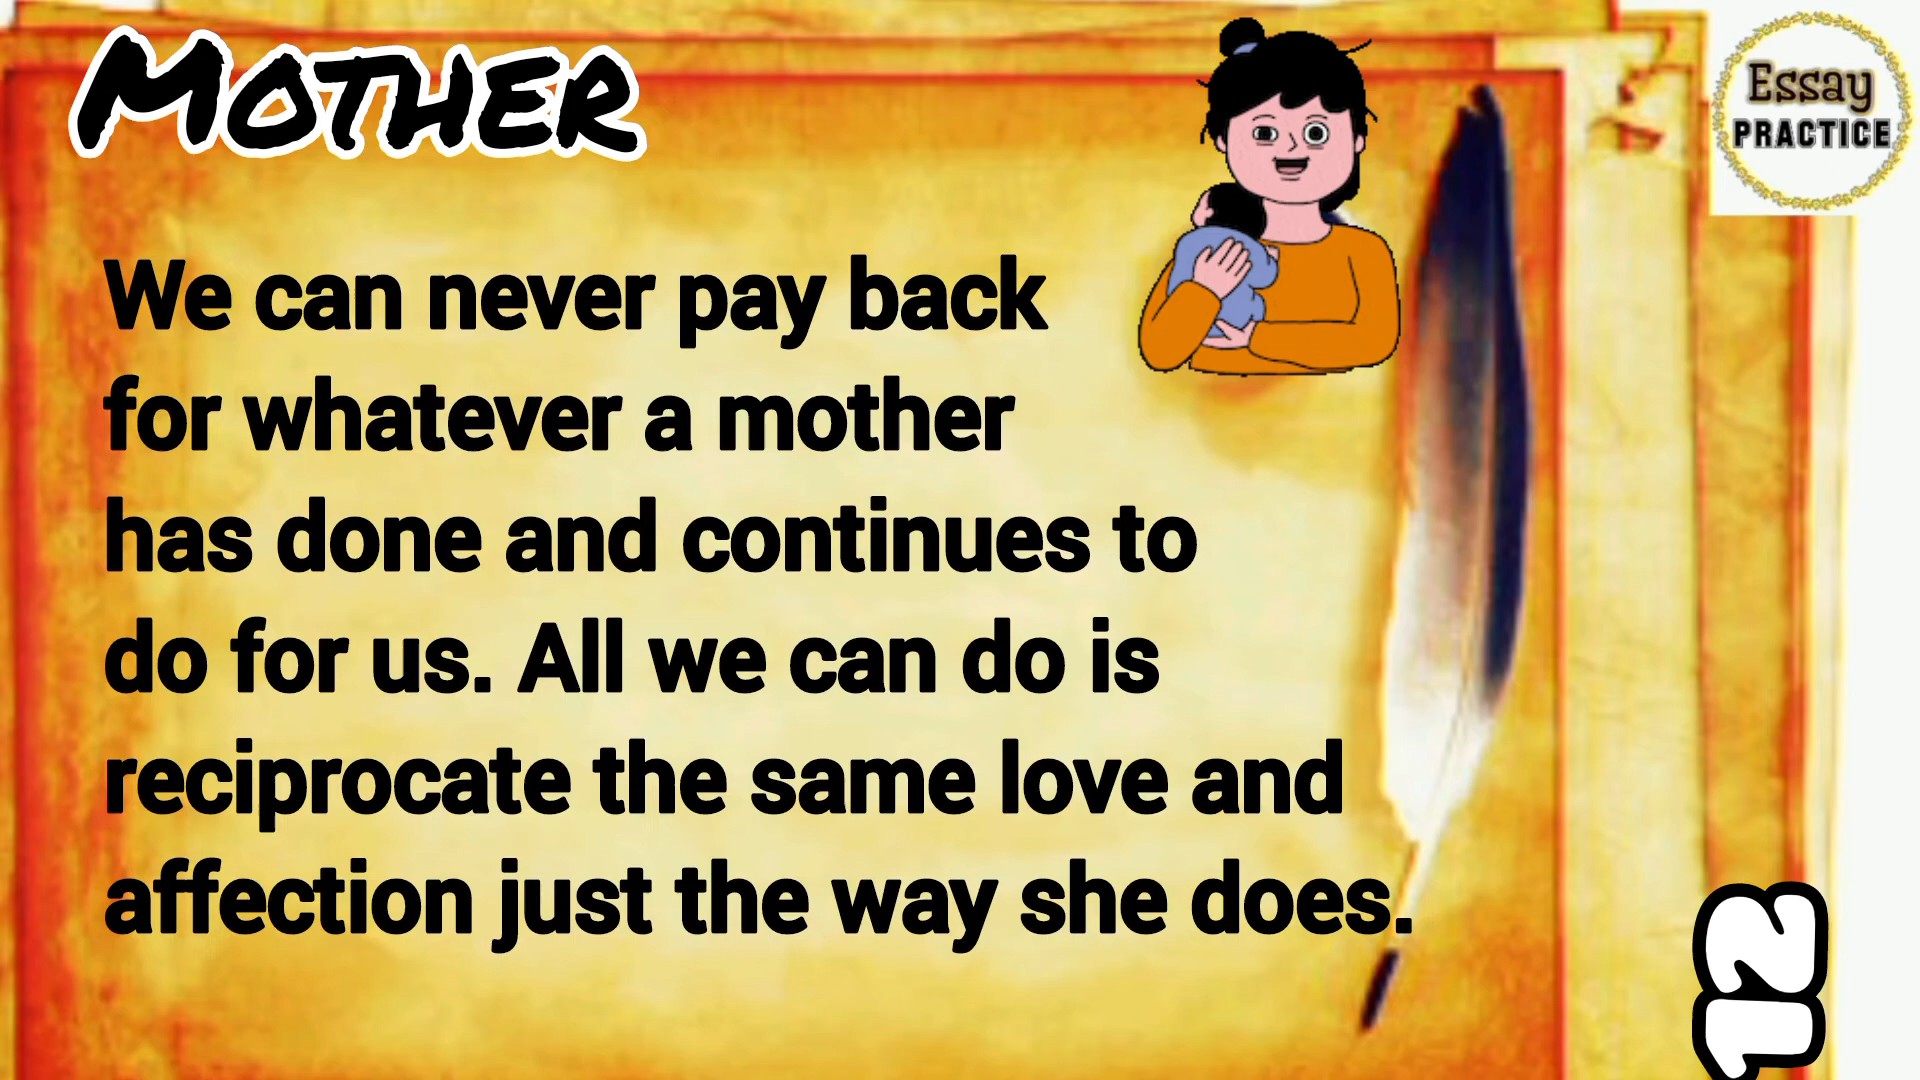 MOTHER
Essay
PRACTICE
We can never pay back
for whatever a mother
has done and continues to
do for us. All we can do is
reciprocate the same love and
affection just the way she does.
12